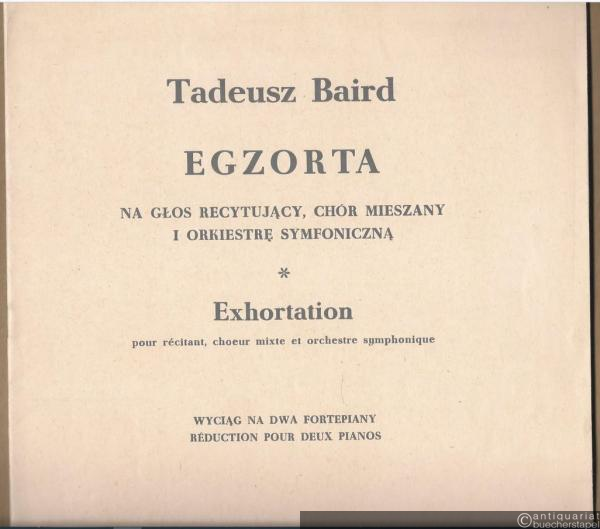 Tadeusz Baird
EGZORTA
NA GŁOS RECYTUJĄCY, CHÓR MIESZANY
I ORKIESTRĘ SYMFONICZNĄ
*
Exhortation
pour récitant, choeur mixte et orchestre symphonique
WYCIĄG NA DWA FORTEPIANY
RÉDUCTION POUR DEUX PIANOS
©antiquariat
buecherstapel